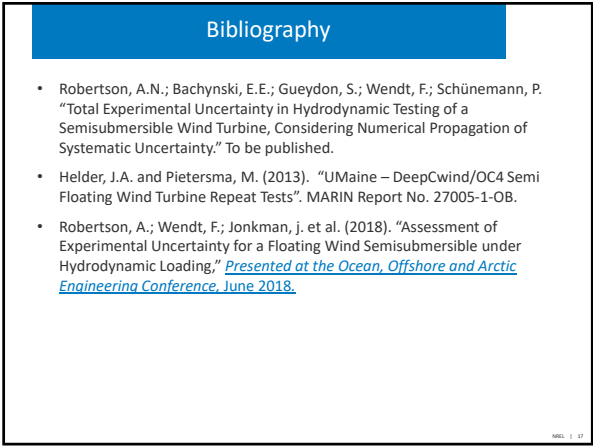 Bibliography
• Robertson, A.N.; Bachynski, E.E.; Gueydon, S.; Wendt, F.; Schünemann, P.
“Total Experimental Uncertainty in Hydrodynamic Testing of a
Semisubmersible Wind Turbine, Considering Numerical Propagation of
Systematic Uncertainty.” To be published.
• Helder, J.A. and Pietersma, M. (2013). “UMaine – DeepCwind/OC4 Semi
Floating Wind Turbine Repeat Tests”. MARIN Report No. 27005-1-OB.
• Robertson, A.; Wendt, F.; Jonkman, j. et al. (2018). “Assessment of
Experimental Uncertainty for a Floating Wind Semisubmersible under
Hydrodynamic Loading,” Presented at the Ocean, Offshore and Arctic
Engineering Conference, June 2018.
NREL | 17